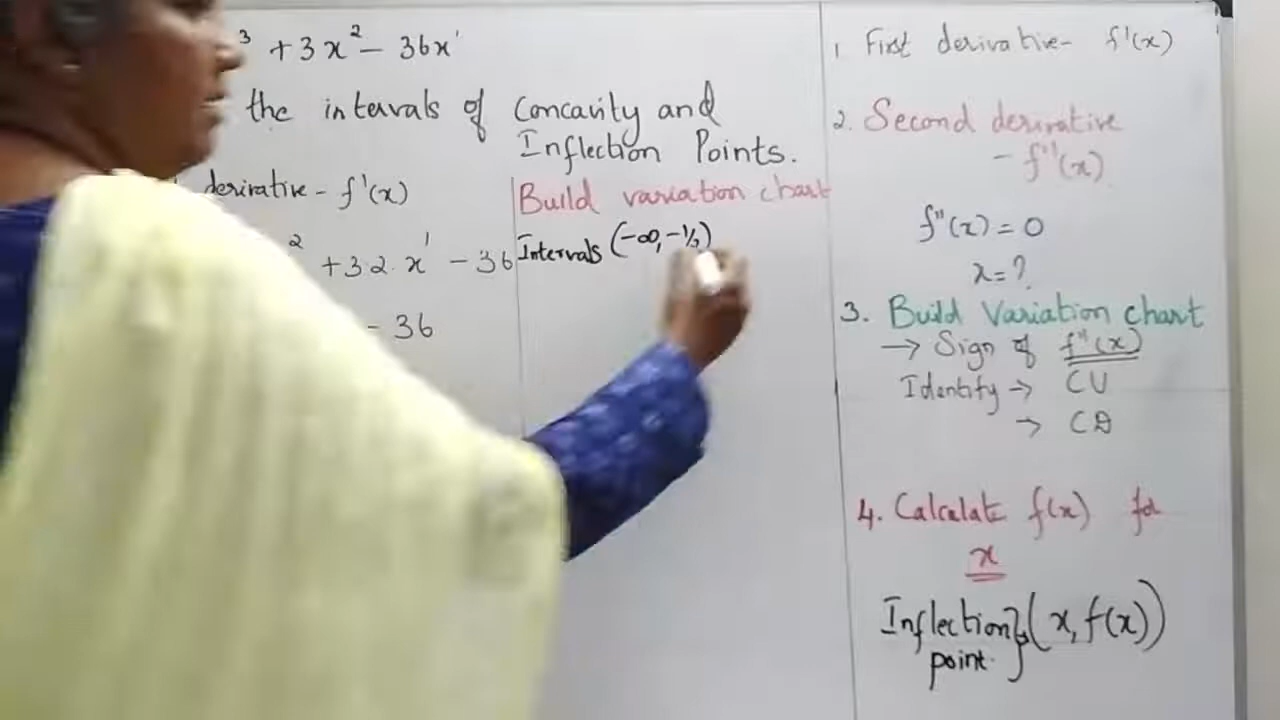 ³ + 3x² - 36x¹
the intervals of Concavity and
Inflection Points.
derivative - f'(x)
² + 3·2·x¹ - 36
- 36
Build variation chart
Intervals (-∞, -1/2)
1. First derivative - f'(x)
2. Second derivative
- f''(x)
f''(x) = 0
x = ?
3. Build Variation chart
→ Sign of f''(x)
Identify → CU
→ CD
4. Calculate f(x) for
x
Inflection } (x, f(x))
point.